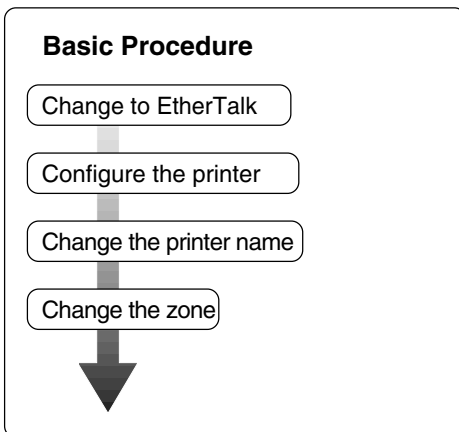 Basic Procedure
Change to EtherTalk
Configure the printer
Change the printer name
Change the zone